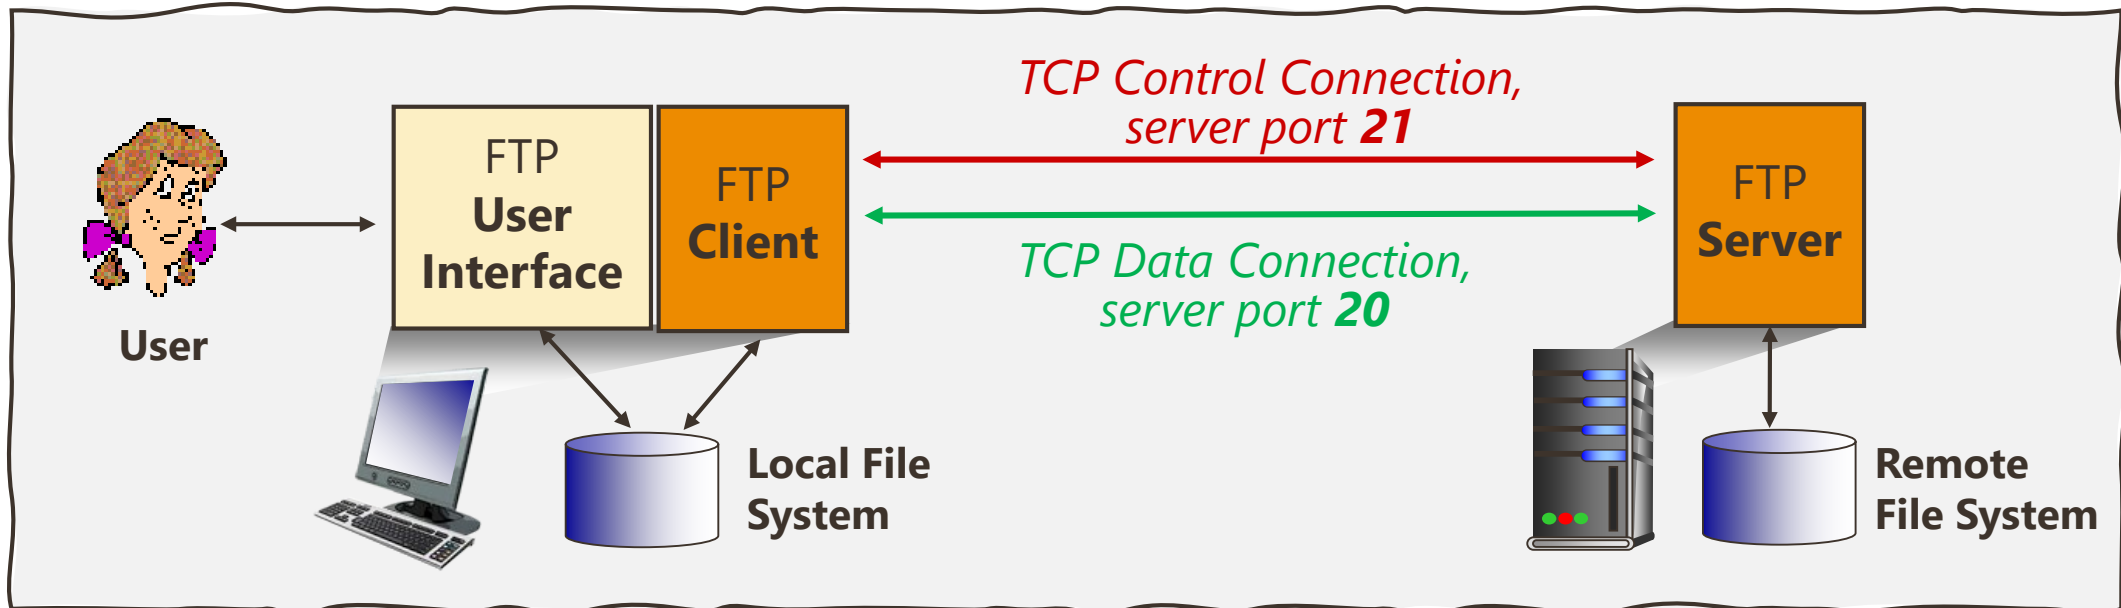 TCP Control Connection,
server port 21
FTP
User
Interface
FTP
Client
FTP
Server
TCP Data Connection,
server port 20
User
Local File
System
Remote
File System